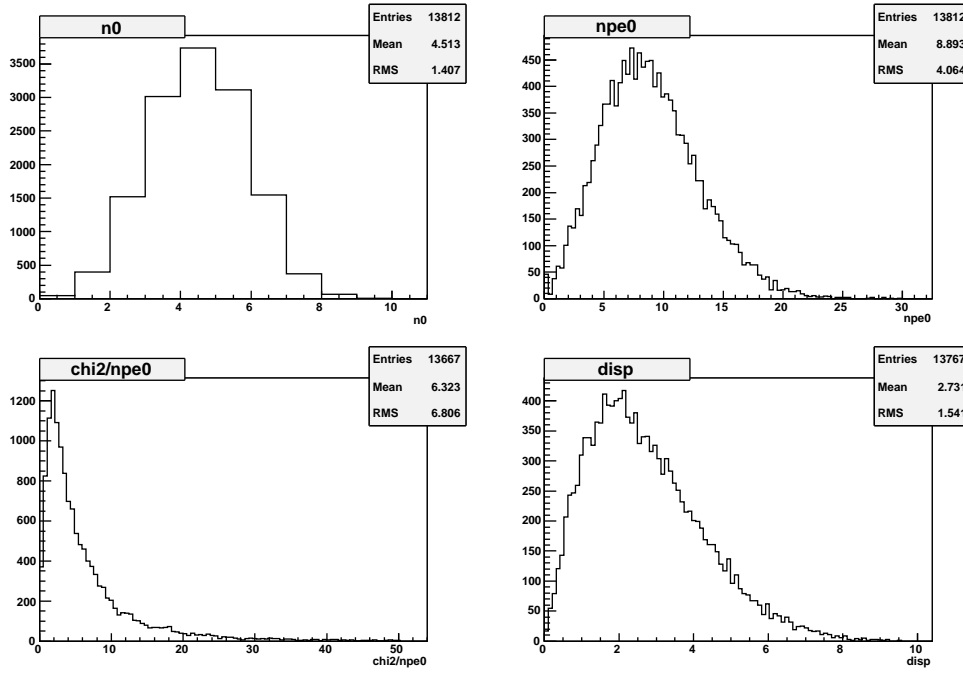 n0
Entries 13812
Mean 4.513
RMS 1.407
3500
3000
2500
2000
1500
1000
500
0
0 2 4 6 8 10
n0
npe0
Entries 13812
Mean 8.893
RMS 4.064
450
400
350
300
250
200
150
100
50
0
0 5 10 15 20 25 30
npe0
chi2/npe0
Entries 13667
Mean 6.323
RMS 6.806
1200
1000
800
600
400
200
0
0 10 20 30 40 50
chi2/npe0
disp
Entries 13767
Mean 2.731
RMS 1.541
400
350
300
250
200
150
100
50
0
0 2 4 6 8 10
disp